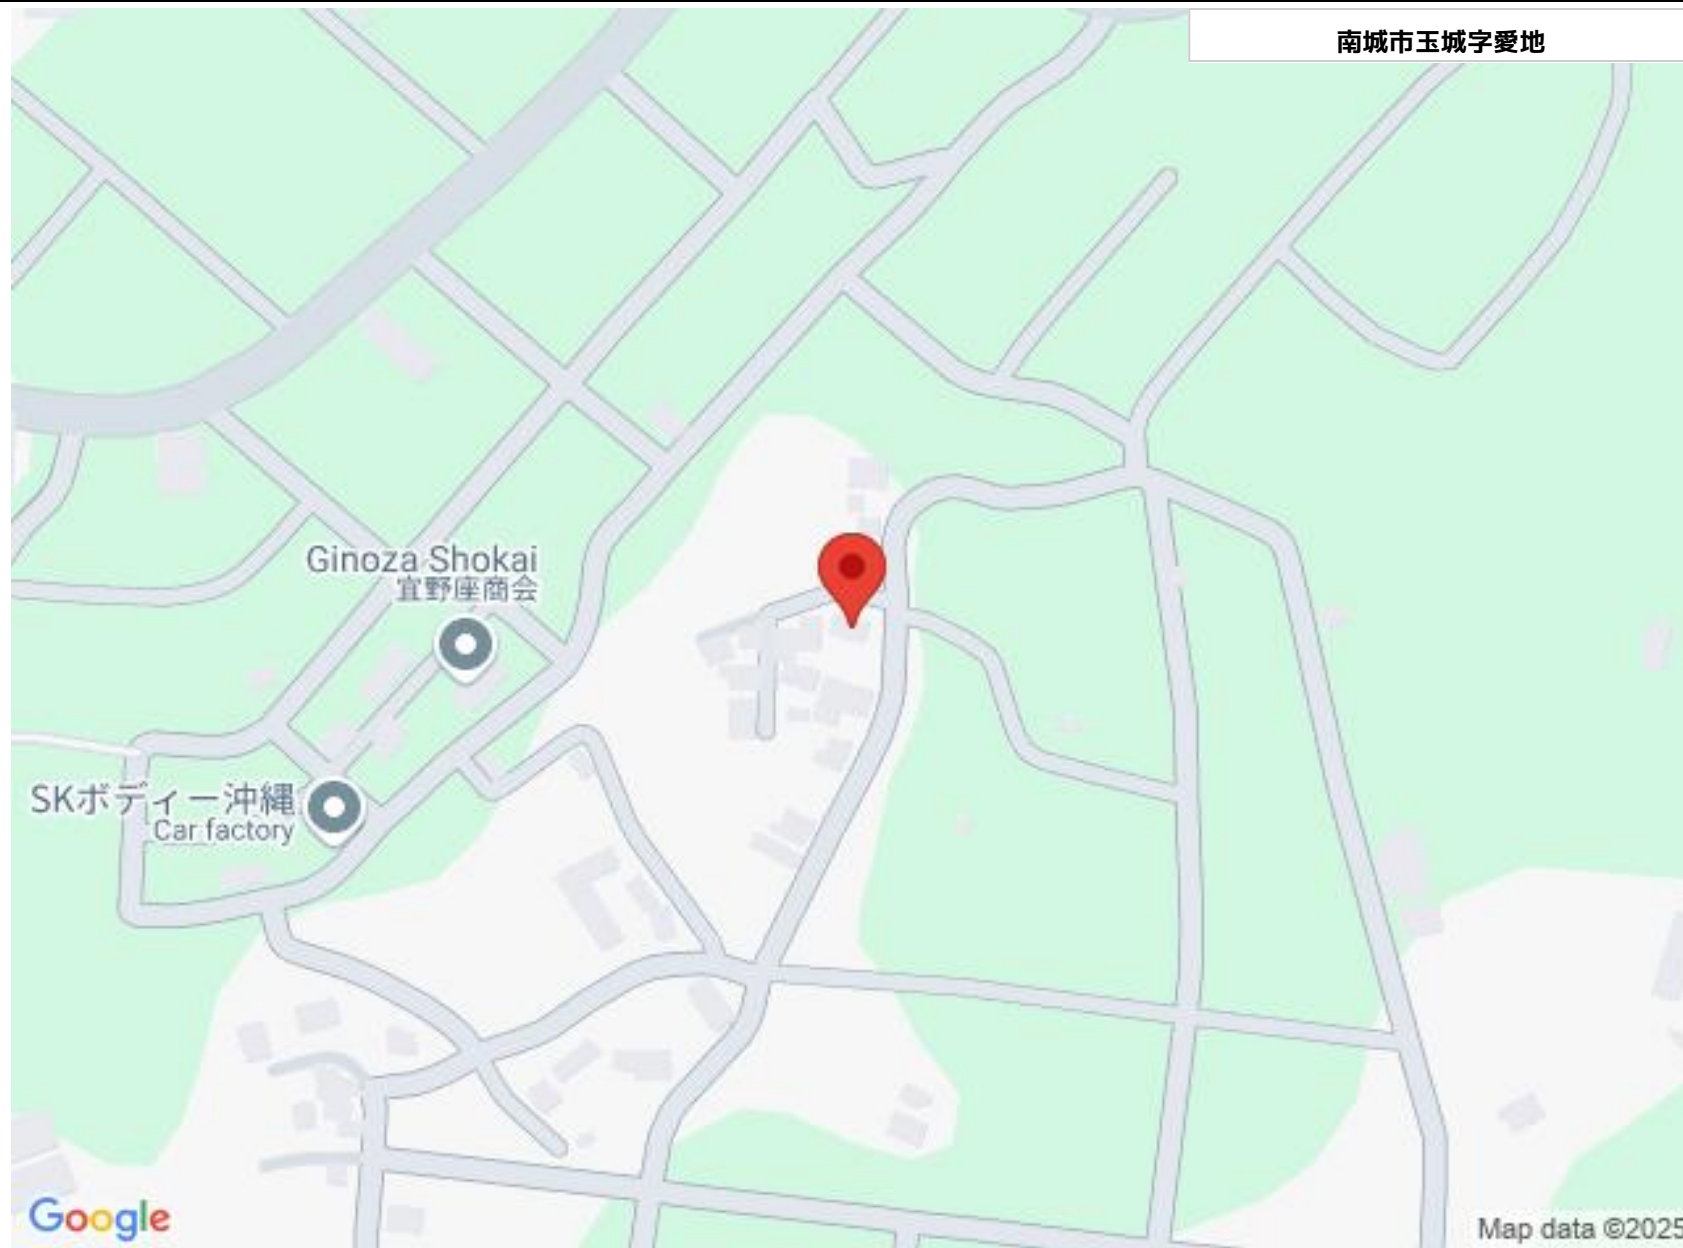 南城市玉城字愛地
Ginoza Shokai
宜野座商会
SKボディー沖縄
Car factory
Google
Map data ©2025